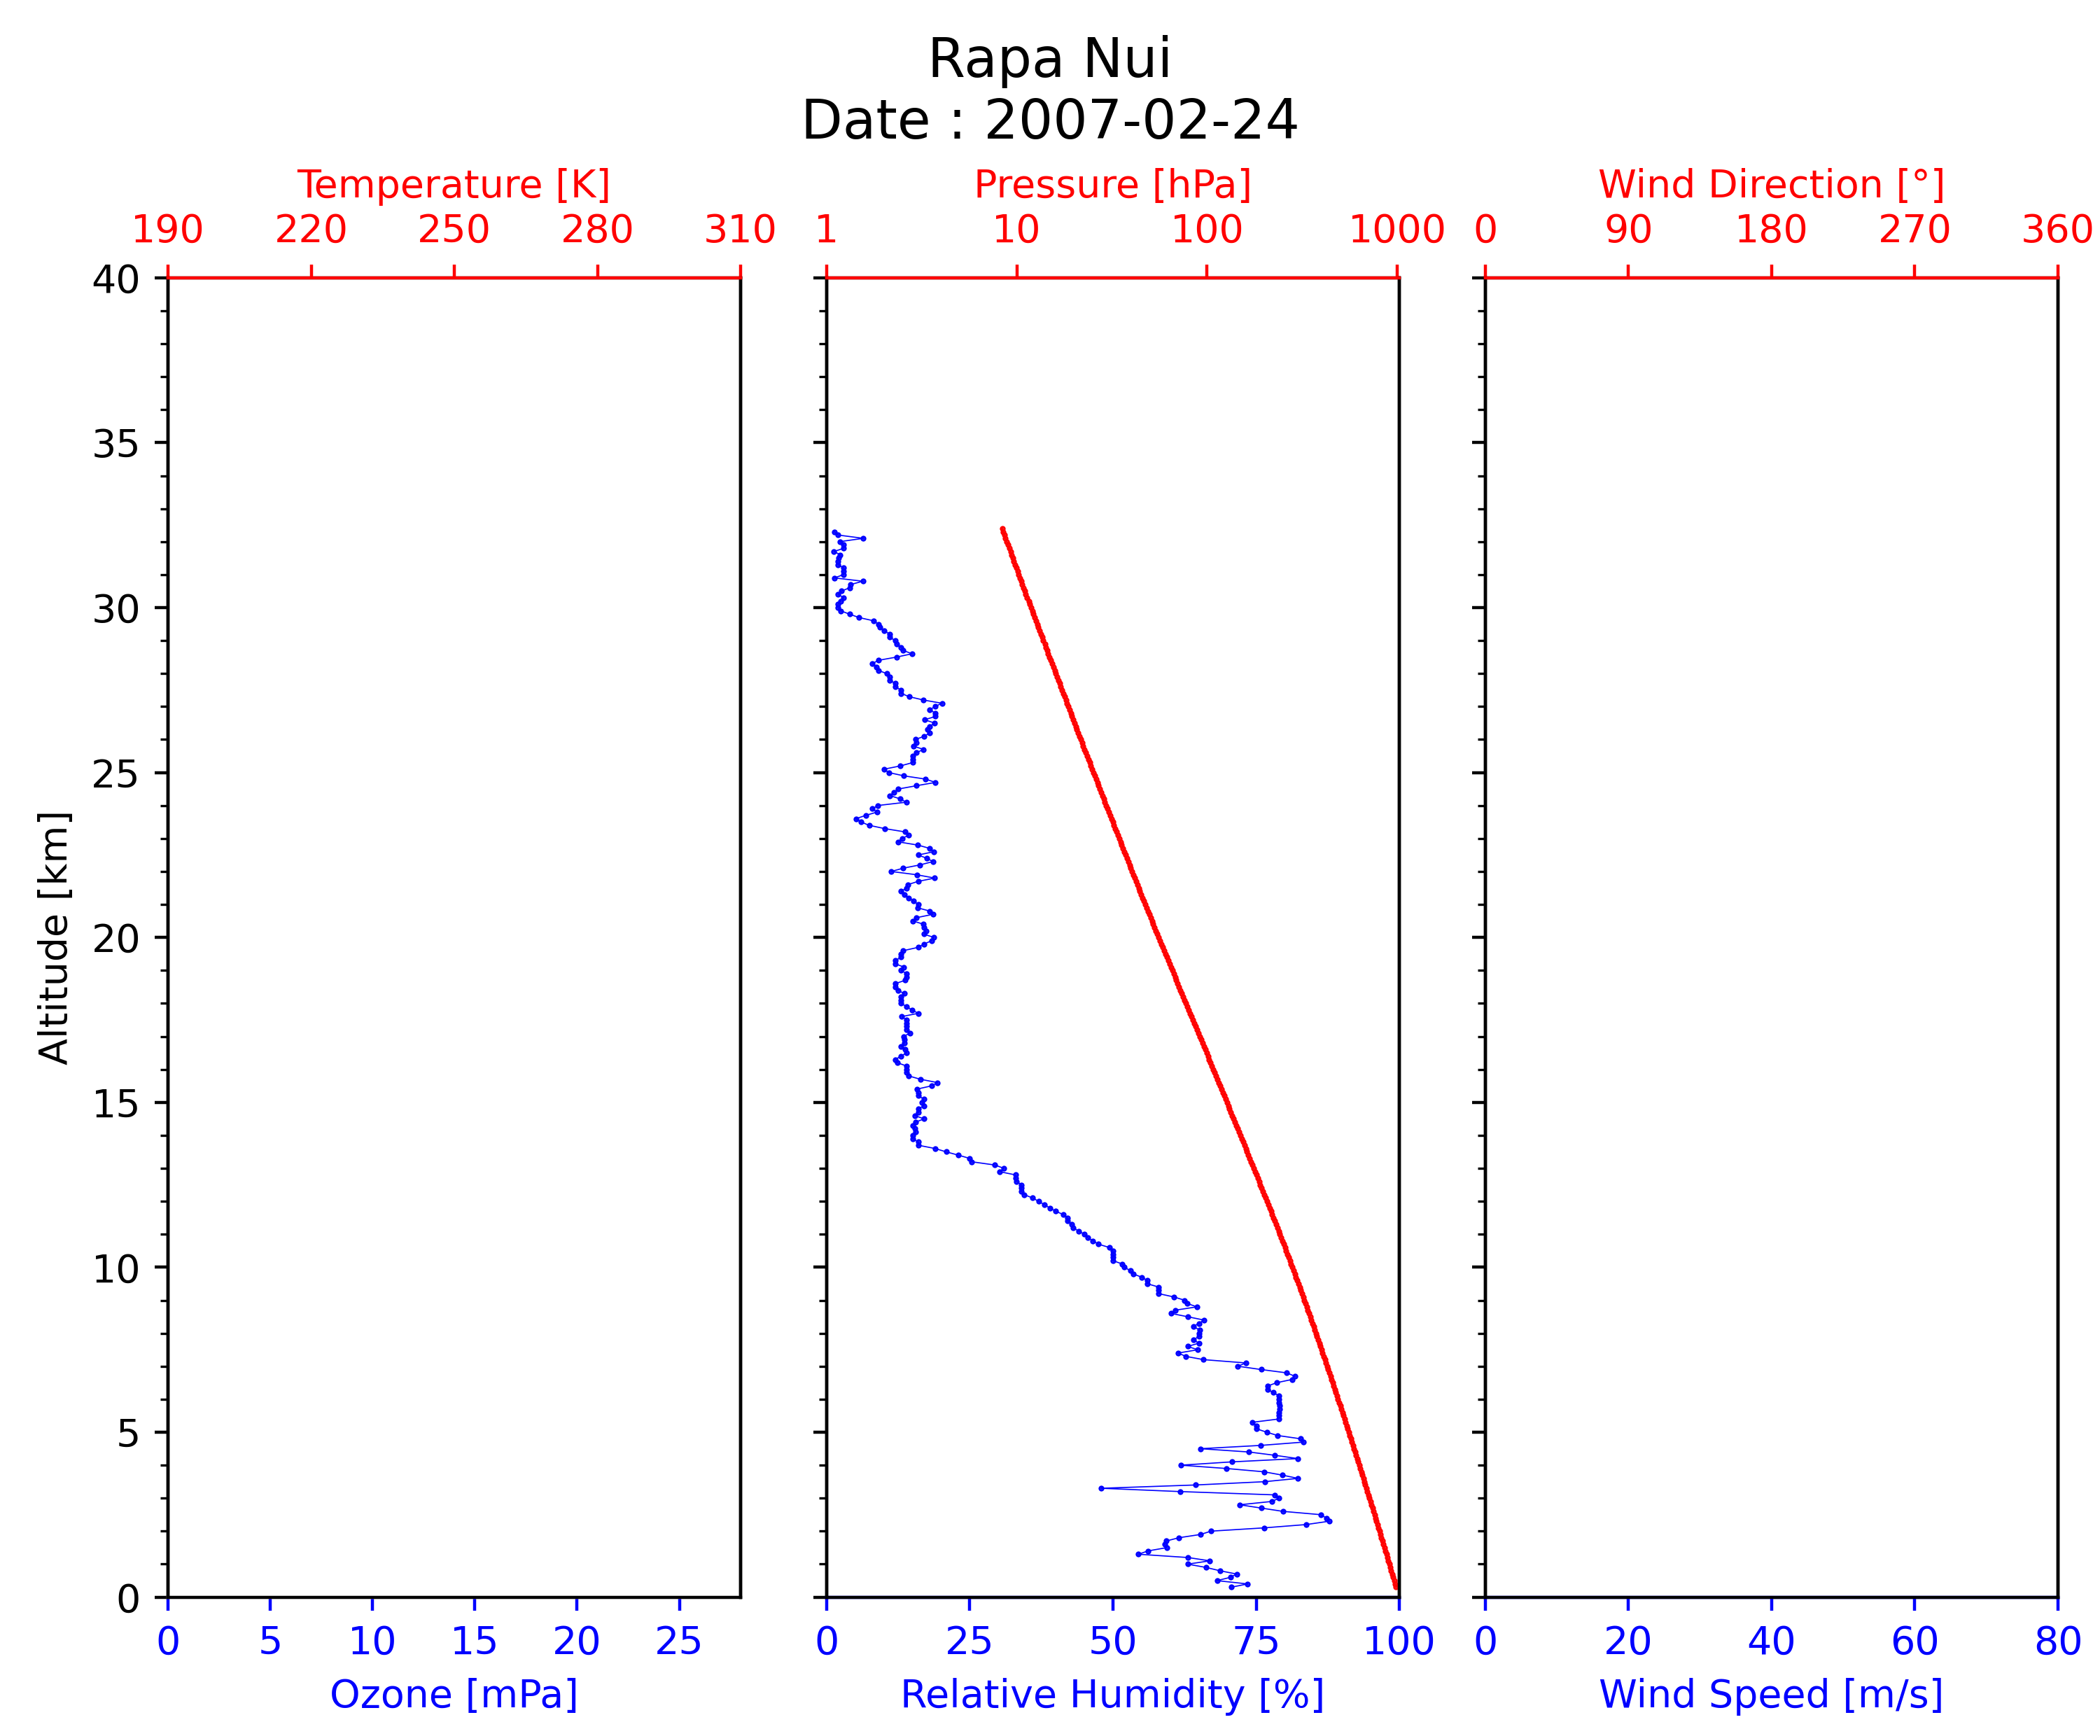 Rapa Nui
Date : 2007-02-24
Temperature [K]
190 220 250 280 310
Pressure [hPa]
1 10 100 1000
Wind Direction [°]
0 90 180 270 360
Altitude [km]
40
35
30
25
20
15
10
5
0
0 5 10 15 20 25
Ozone [mPa]
0 25 50 75 100
Relative Humidity [%]
0 20 40 60 80
Wind Speed [m/s]